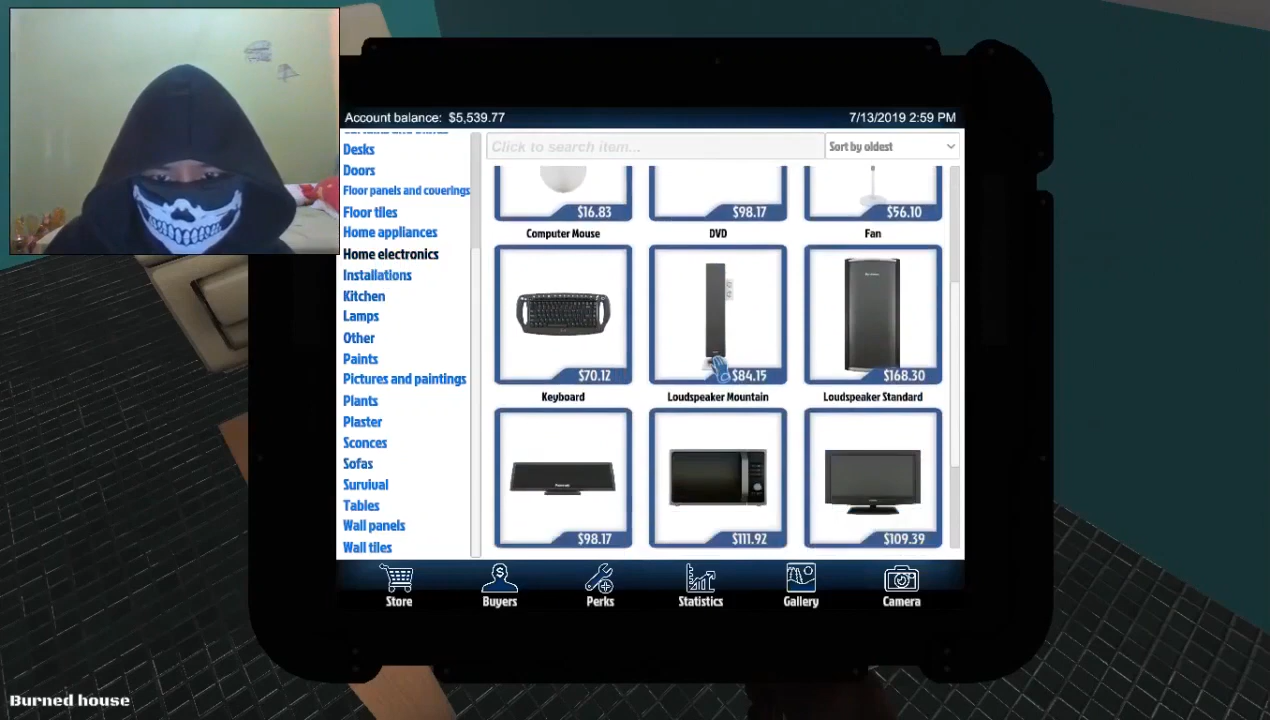 Account balance: $5,539.77
7/13/2019 2:59 PM
Click to search item...
Sort by oldest
Desks
Doors
Floor panels and coverings
Floor tiles
Home appliances
Home electronics
Installations
Kitchen
Lamps
Other
Paints
Pictures and paintings
Plants
Plaster
Sconces
Sofas
Survival
Tables
Wall panels
Wall tiles
$16.83
$98.17
$56.10
Computer Mouse
DVD
Fan
$70.12
$84.15
$168.30
Keyboard
Loudspeaker Mountain
Loudspeaker Standard
$98.17
$111.92
$109.39
Store
Buyers
Perks
Statistics
Gallery
Camera
Burned house